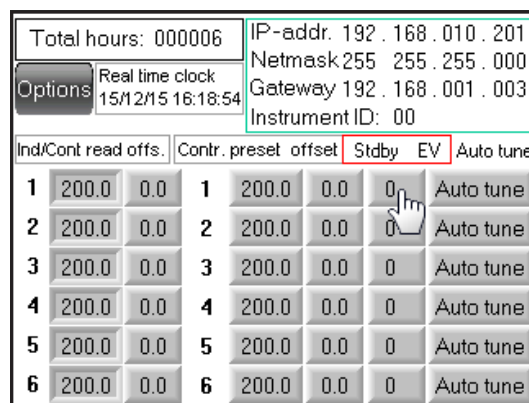 Total hours: 000006
IP-addr. 192 . 168 . 010 . 201
Netmask 255 255 . 255 . 000
Options Real time clock
15/12/15 16:18:54
Gateway 192 . 168 . 001 . 003
Instrument ID: 00
Ind/Cont read offs. Contr. preset offset Stdby EV Auto tune
1 200.0 0.0 1 200.0 0.0 0 Auto tune
2 200.0 0.0 2 200.0 0.0 0 Auto tune
3 200.0 0.0 3 200.0 0.0 0 Auto tune
4 200.0 0.0 4 200.0 0.0 0 Auto tune
5 200.0 0.0 5 200.0 0.0 0 Auto tune
6 200.0 0.0 6 200.0 0.0 0 Auto tune